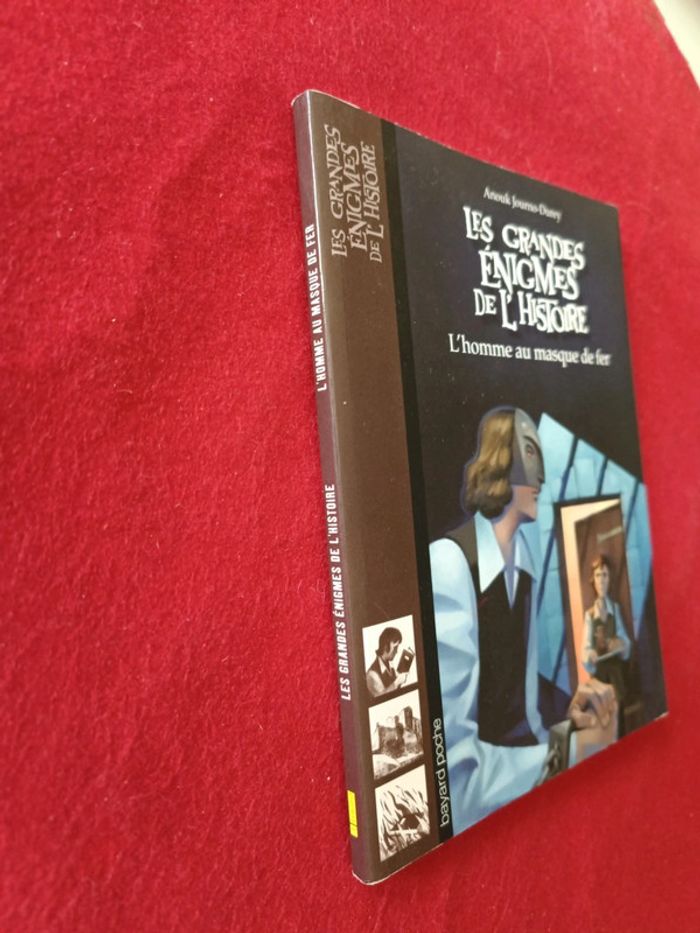 Anouk Journo-Durey
LES GRANDES
ÉNIGMES
DE L'HISTOIRE
L'homme au masque de fer
LES GRANDES
ÉNIGMES
DE L'HISTOIRE
bayard poche
LES GRANDES ÉNIGMES DE L'HISTOIRE L'HOMME AU MASQUE DE FER